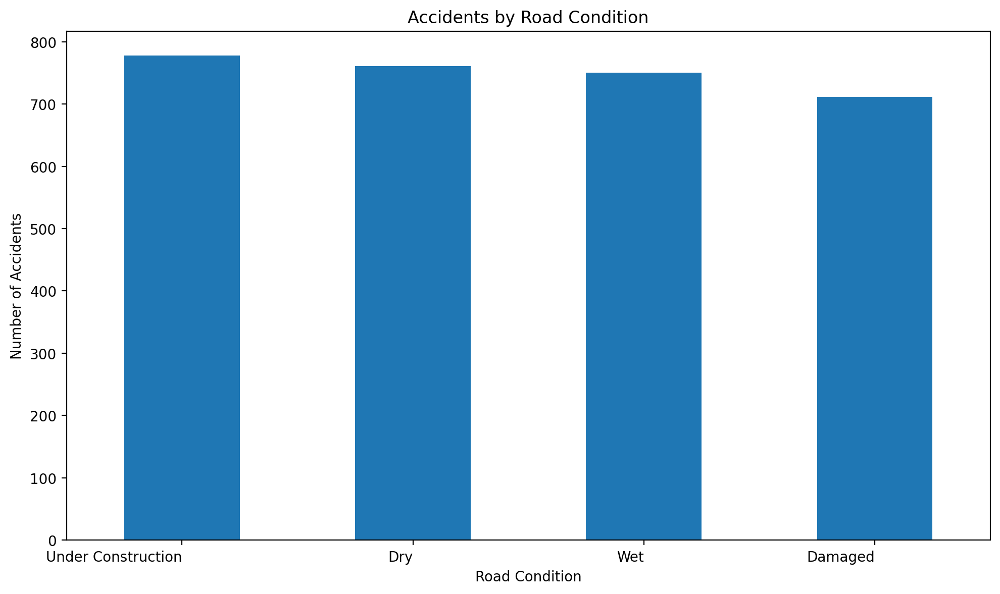 Accidents by Road Condition
Number of Accidents
800
700
600
500
400
300
200
100
0
Under Construction
Dry
Wet
Damaged
Road Condition